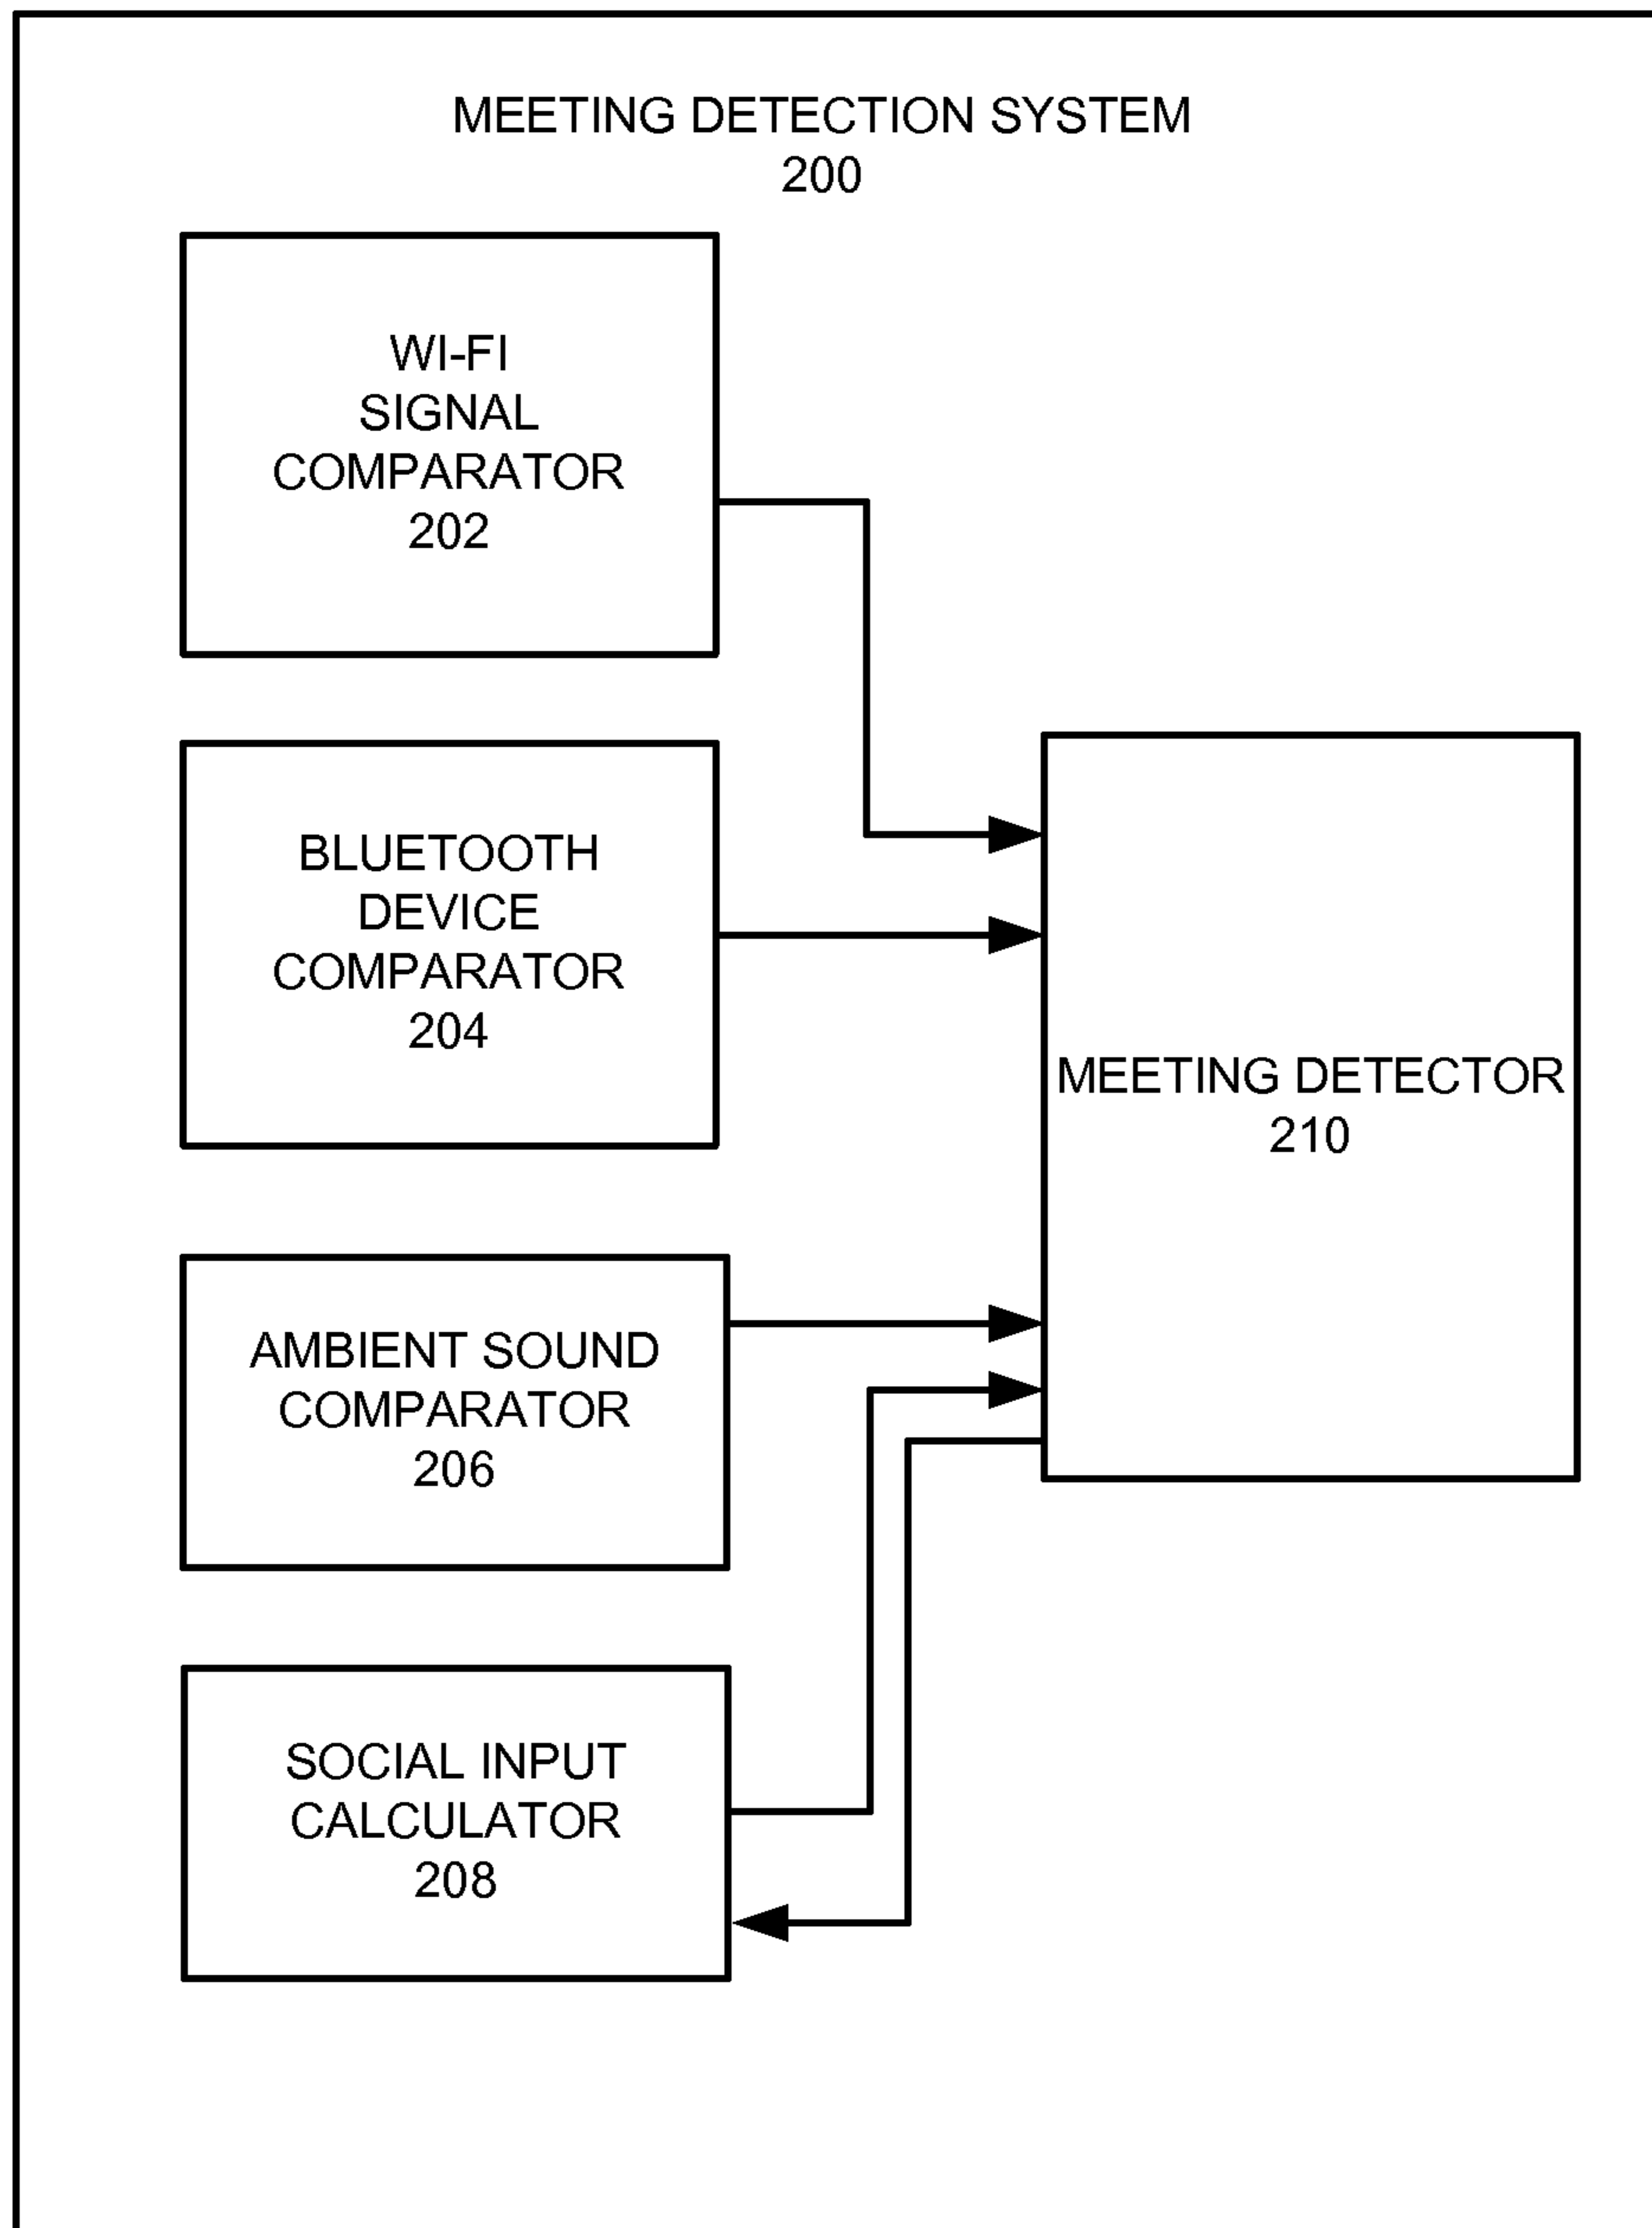 MEETING DETECTION SYSTEM
200
WI-FI
SIGNAL
COMPARATOR
202
BLUETOOTH
DEVICE
COMPARATOR
204
MEETING DETECTOR
210
AMBIENT SOUND
COMPARATOR
206
SOCIAL INPUT
CALCULATOR
208